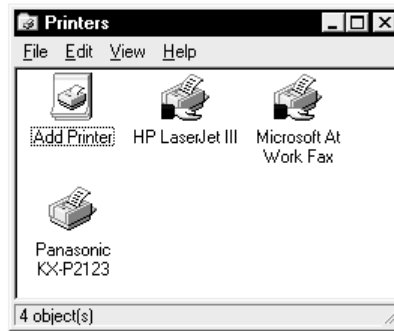 Printers
File Edit View Help
Add Printer HP LaserJet III Microsoft At
Work Fax
Panasonic
KX-P2123
4 object(s)